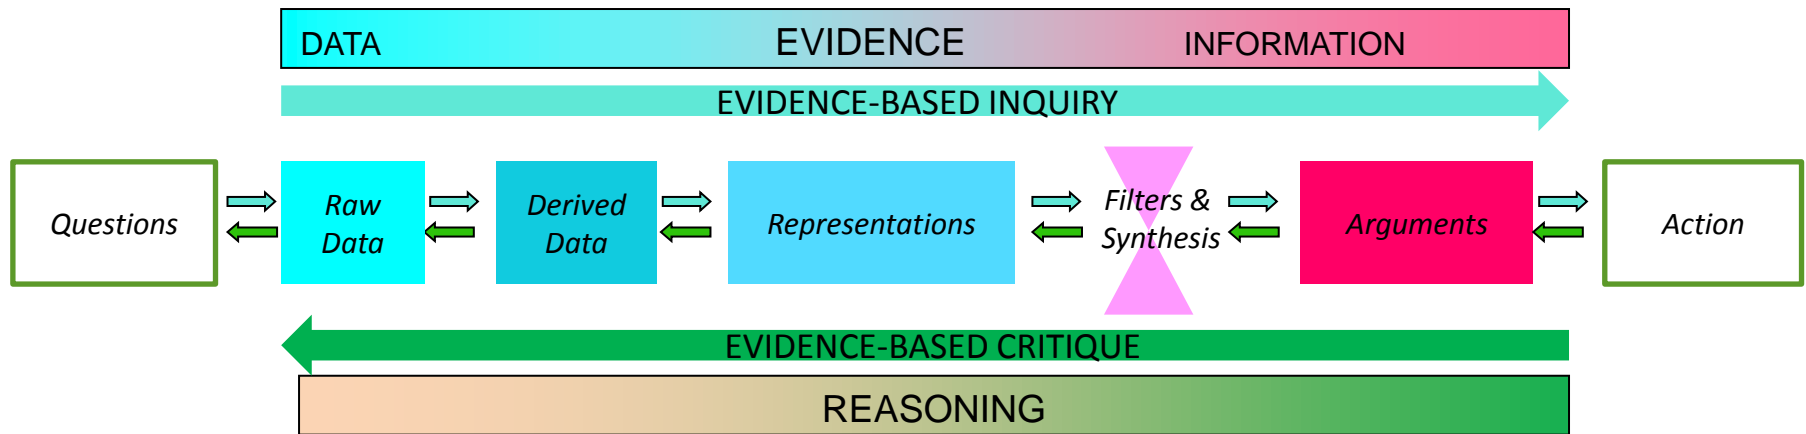 DATA EVIDENCE INFORMATION
EVIDENCE-BASED INQUIRY
Questions
Raw
Data
Derived
Data
Representations
Filters &
Synthesis
Arguments
Action
EVIDENCE-BASED CRITIQUE
REASONING